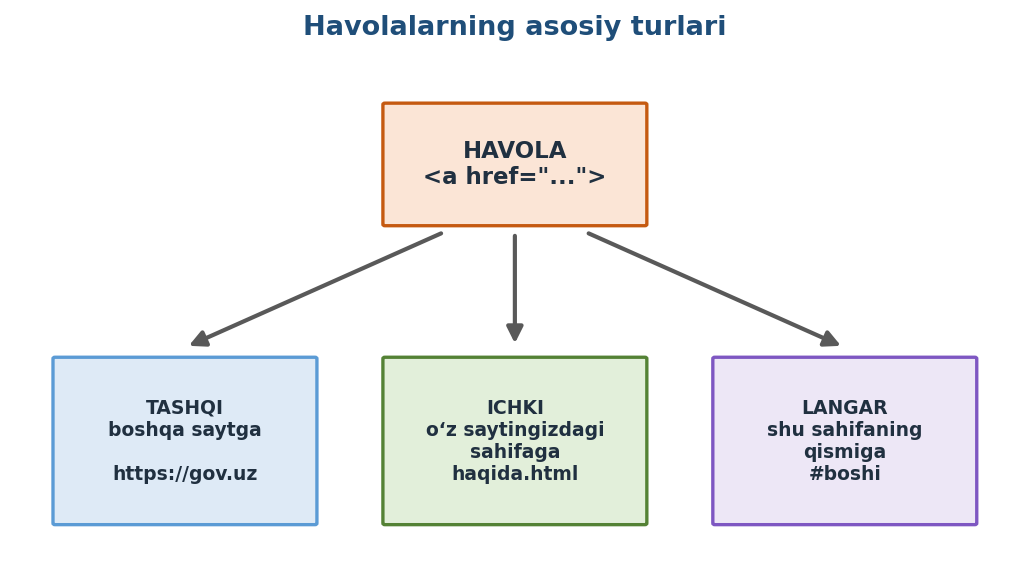 Havolalarning asosiy turlari
HAVOLA
<a href="...">
TASHQI
boshqa saytga
https://gov.uz
ICHKI
o‘z saytingizdagi
sahifaga
haqida.html
LANGAR
shu sahifaning
qismiga
#boshi